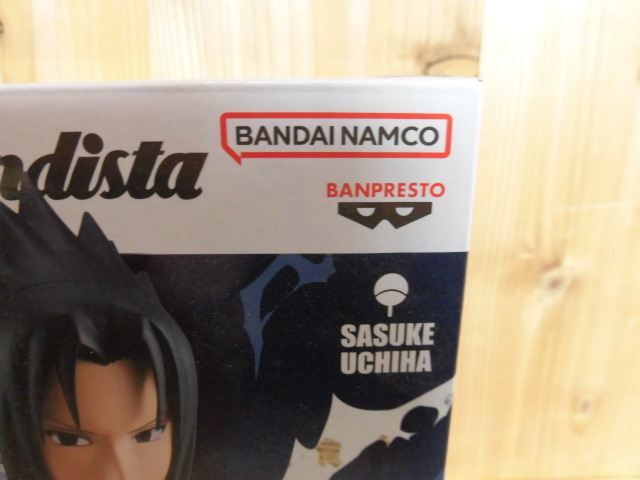 ndista
BANDAI NAMCO
BANPRESTO
SASUKE
UCHIHA